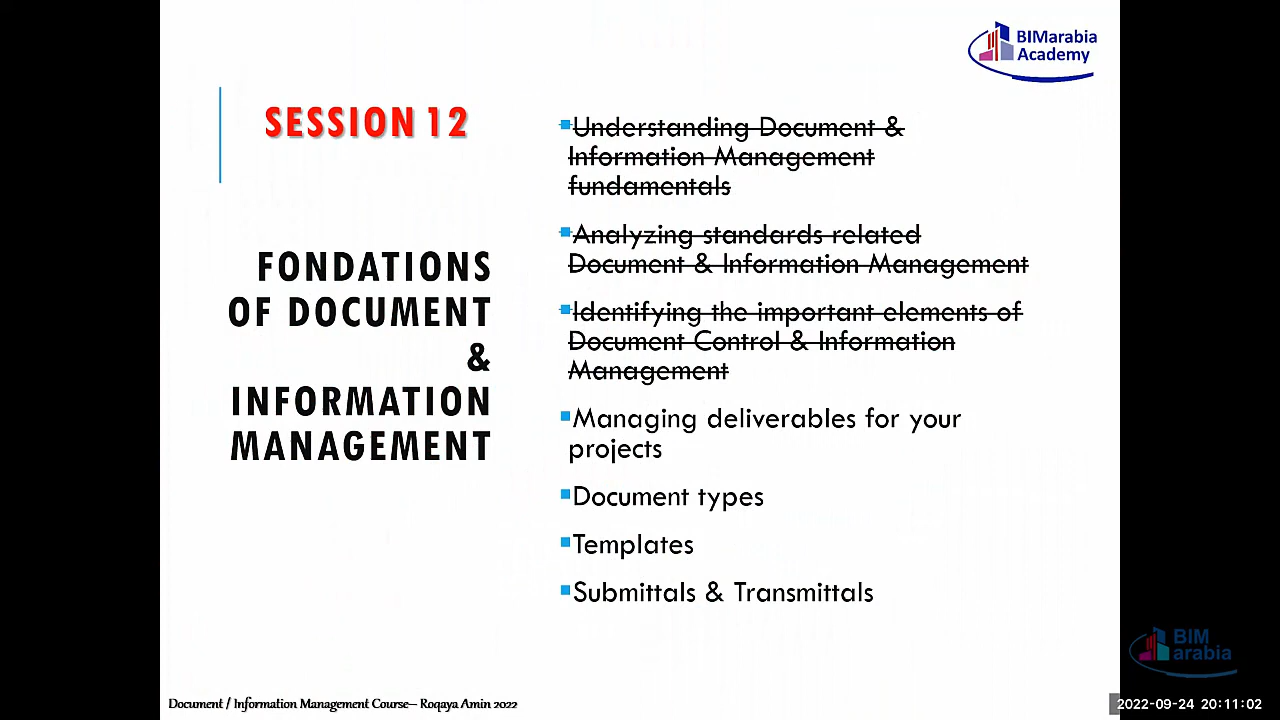 BIMarabia
Academy
SESSION 12
FONDATIONS
OF DOCUMENT
&
INFORMATION
MANAGEMENT
Understanding Document &
Information Management
fundamentals
Analyzing standards related
Document & Information Management
Identifying the important elements of
Document Control & Information
Management
Managing deliverables for your
projects
Document types
Templates
Submittals & Transmittals
BIM
arabia
Document / Information Management Course– Roqaya Amin 2022
2022-09-24 20:11:02